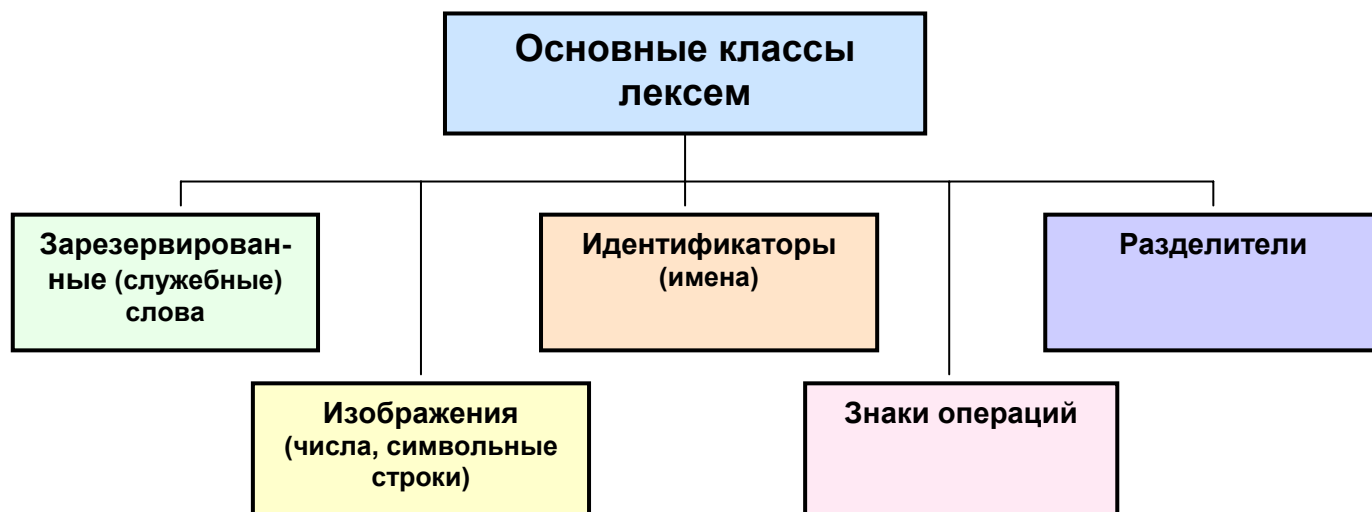 Основные классы
лексем
Зарезервирован-
ные (служебные)
слова
Идентификаторы
(имена)
Разделители
Изображения
(числа, символьные
строки)
Знаки операций